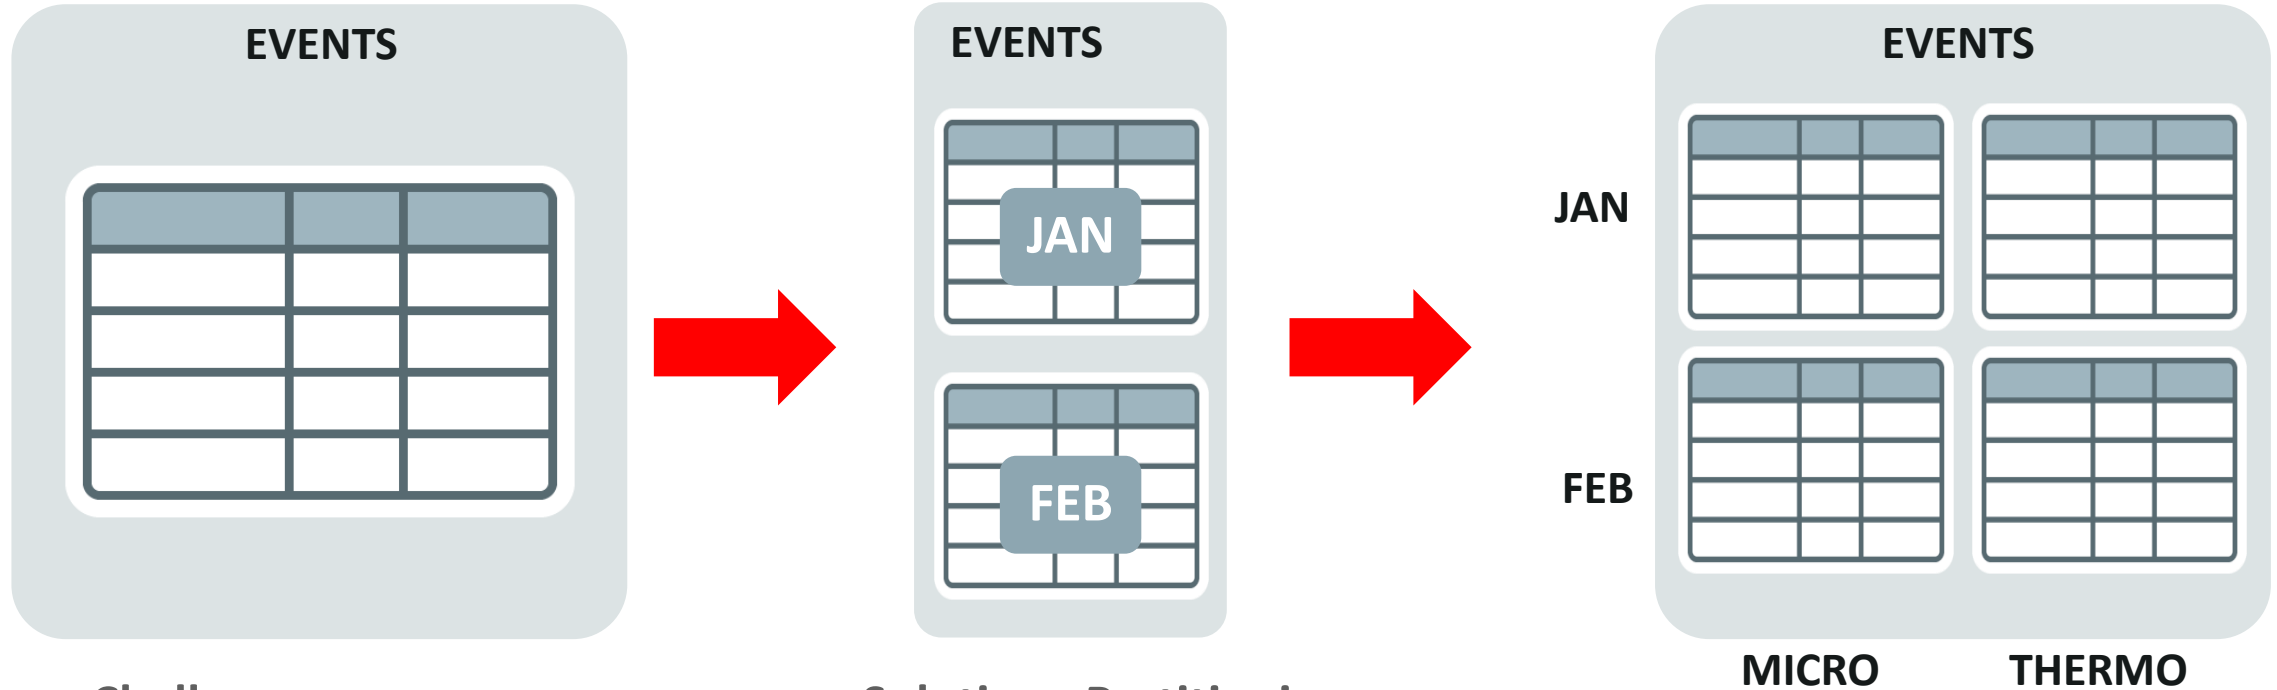 EVENTS
EVENTS
JAN
FEB
EVENTS
JAN
FEB
MICRO THERMO